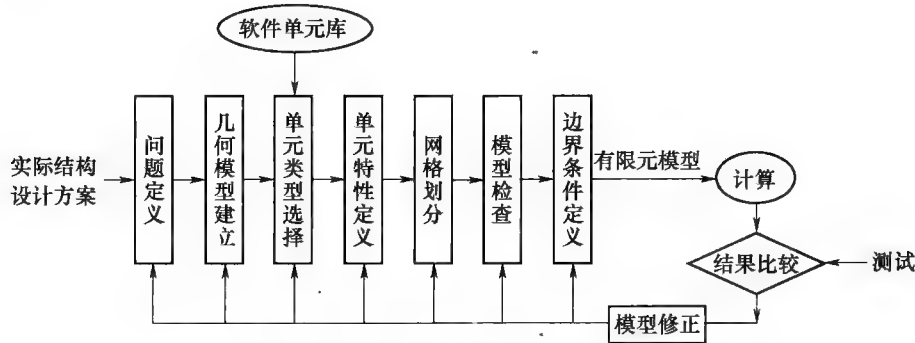 软件单元库
实际结构
设计方案
问题定义
几何模型建立
单元类型选择
单元特性定义
网格划分
模型检查
边界条件定义
有限元模型
计算
结果比较
测试
模型修正